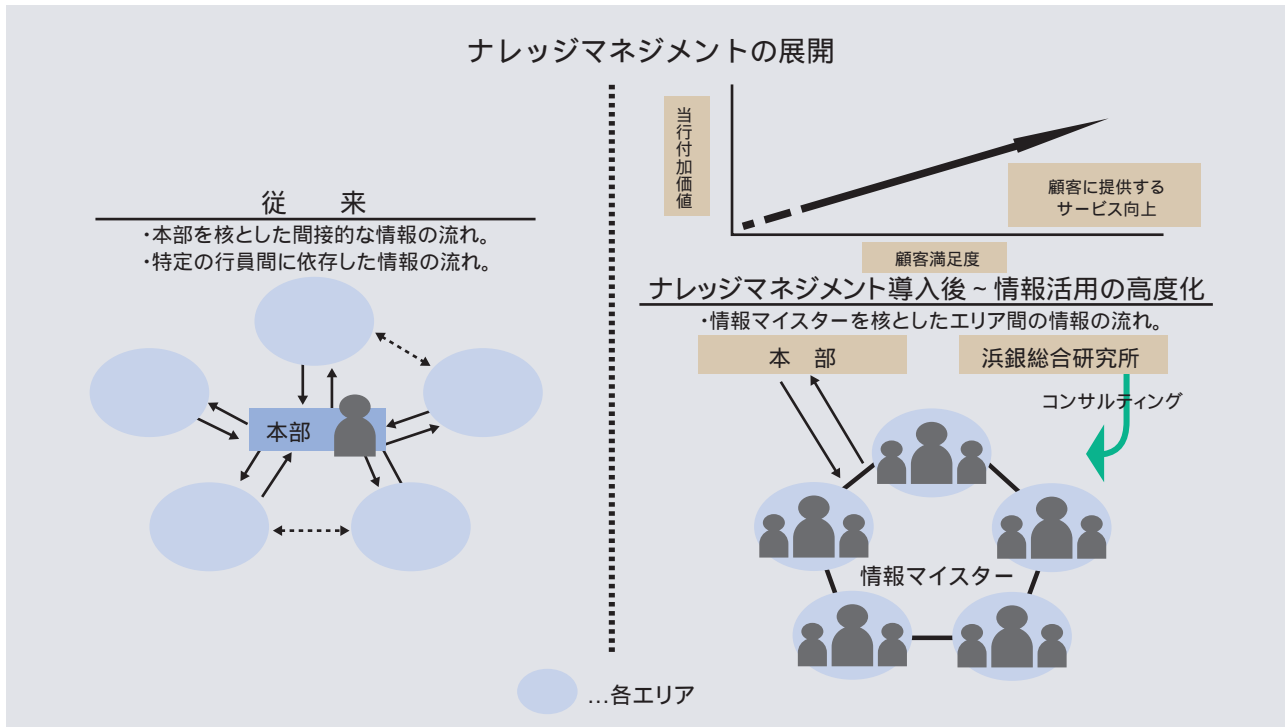 ナレッジマネジメントの展開
従　　来
・本部を核とした間接的な情報の流れ。
・特定の行員間に依存した情報の流れ。
本部
当行付加価値
顧客に提供する
サービス向上
顧客満足度
ナレッジマネジメント導入後 ~ 情報活用の高度化
・情報マイスターを核としたエリア間の情報の流れ。
本　部
浜銀総合研究所
コンサルティング
情報マイスター
…各エリア